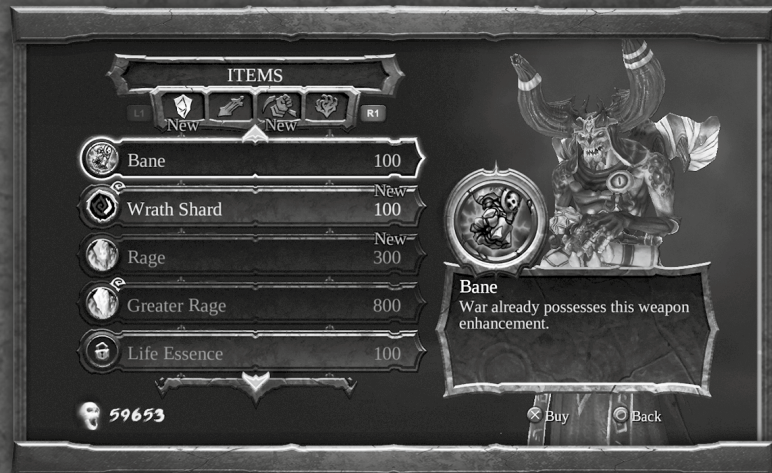 ITEMS
L1
R1
New
New
Bane 100
New
Wrath Shard 100
New
Rage 300
Greater Rage 800
Life Essence 100
Bane
War already possesses this weapon
enhancement.
59653
Buy
Back